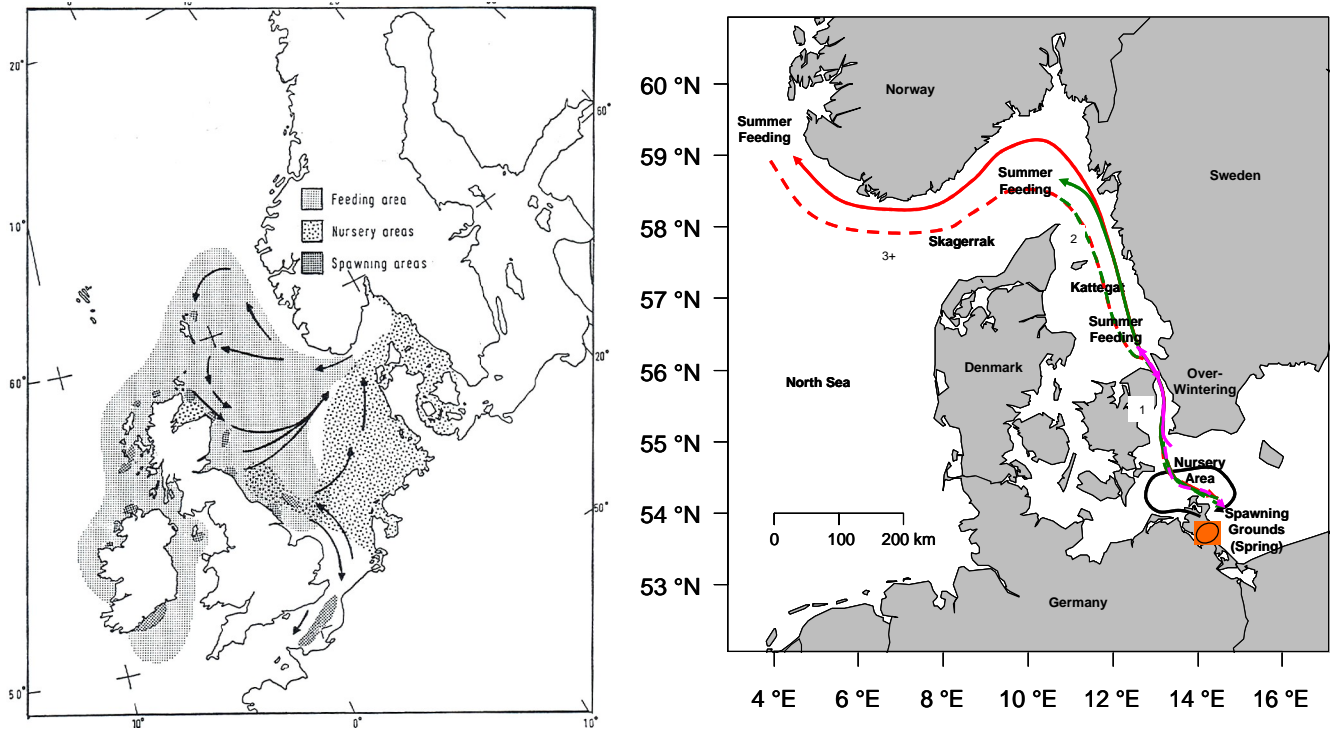 20°
10°
60°
50°
10°
0°
10°
60°
20°
50°
Feeding area
Nursery areas
Spawning areas
60 °N
59 °N
58 °N
57 °N
56 °N
55 °N
54 °N
53 °N
4 °E
6 °E
8 °E
10 °E
12 °E
14 °E
16 °E
Norway
Summer
Feeding
Summer
Feeding
Sweden
Skagerrak
3+
2
Kattegat
Summer
Feeding
Denmark
North Sea
Over-
Wintering
1
Nursery
Area
Spawning
Grounds
(Spring)
0
100
200 km
Germany